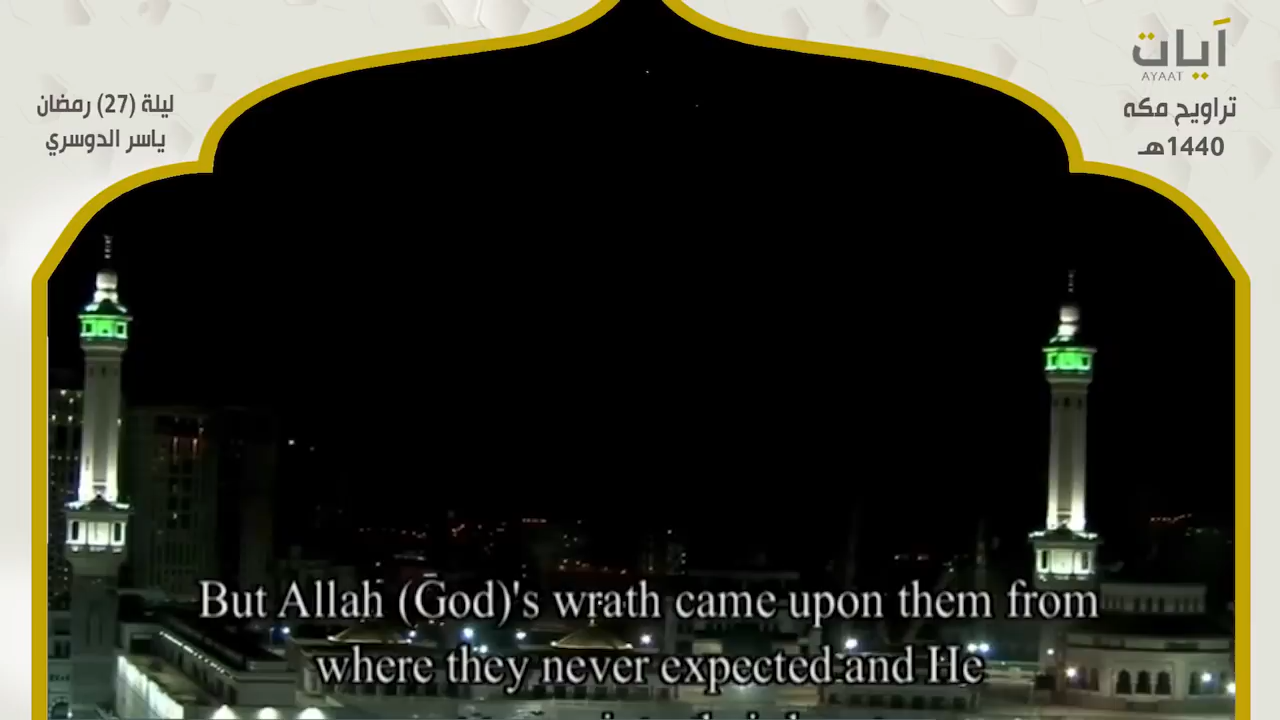 آيات
AYAAT
تراويح مكه
1440هـ
ليلة (27) رمضان
ياسر الدوسري
But Allah (God)'s wrath came upon them from
where they never expected and He